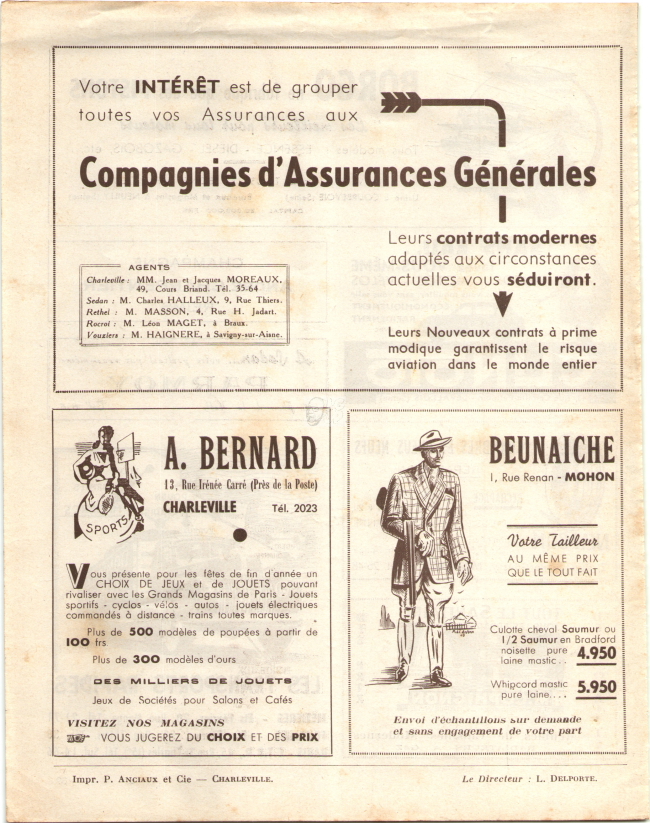 Votre INTÉRÊT est de grouper
toutes vos Assurances aux
Compagnies d'Assurances Générales
Leurs contrats modernes
adaptés aux circonstances
actuelles vous séduiront.
AGENTS
Charleville : MM. Jean et Jacques MOREAUX,
49, Cours Briand. Tél. 35-64
Sedan : M. Charles HALLEUX, 9, Rue Thiers.
Rethel : M. MASSON, 4, Rue H. Jadart.
Rocroi : M. Léon MAGET, à Braux.
Vouziers : M. HAIGNERE, à Savigny-sur-Aisne.
Leurs Nouveaux contrats à prime
modique garantissent le risque
aviation dans le monde entier
SPORTS
A. BERNARD
13, Rue Irénée Carré (Près de la Poste)
CHARLEVILLE Tél. 2023
Vous présente pour les fêtes de fin d'année un
CHOIX DE JEUX et de JOUETS pouvant
rivaliser avec les Grands Magasins de Paris - Jouets
sportifs - cyclos - vélos - autos - jouets électriques
commandés à distance - trains toutes marques.
Plus de 500 modèles de poupées à partir de
100 frs
Plus de 300 modèles d'ours
DES MILLIERS DE JOUETS
Jeux de Sociétés pour Salons et Cafés
VISITEZ NOS MAGASINS
VOUS JUGEREZ DU CHOIX ET DES PRIX
BEUNAICHE
1, Rue Renan - MOHON
Votre Tailleur
AU MÊME PRIX
QUE LE TOUT FAIT
Culotte cheval Saumur ou
1/2 Saumur en Bradford
noisette pure
laine mastic.. 4.950
Whipcord mastic
pure laine.... 5.950
Envoi d'échantillons sur demande
et sans engagement de votre part
Impr. P. ANCIAUX et Cie — CHARLEVILLE.
Le Directeur : L. DELPORTE.